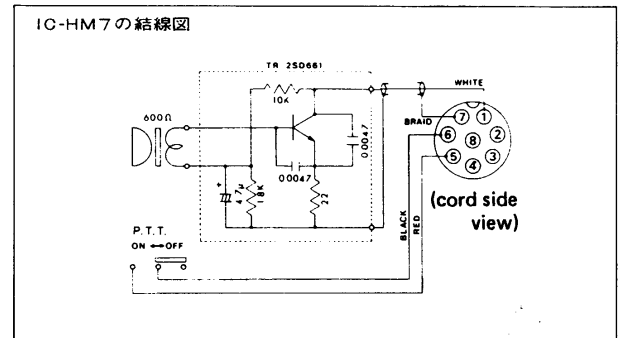 IC-HM7の結線図
TR 2SD661
10K
WHITE
600Ω
BRAID
0.0047
0.0047
+
4.7μ
1.8K
22
7
1
6
8
2
5
4
3
(cord side
view)
BLACK
RED
P.T.T.
ON ↔ OFF